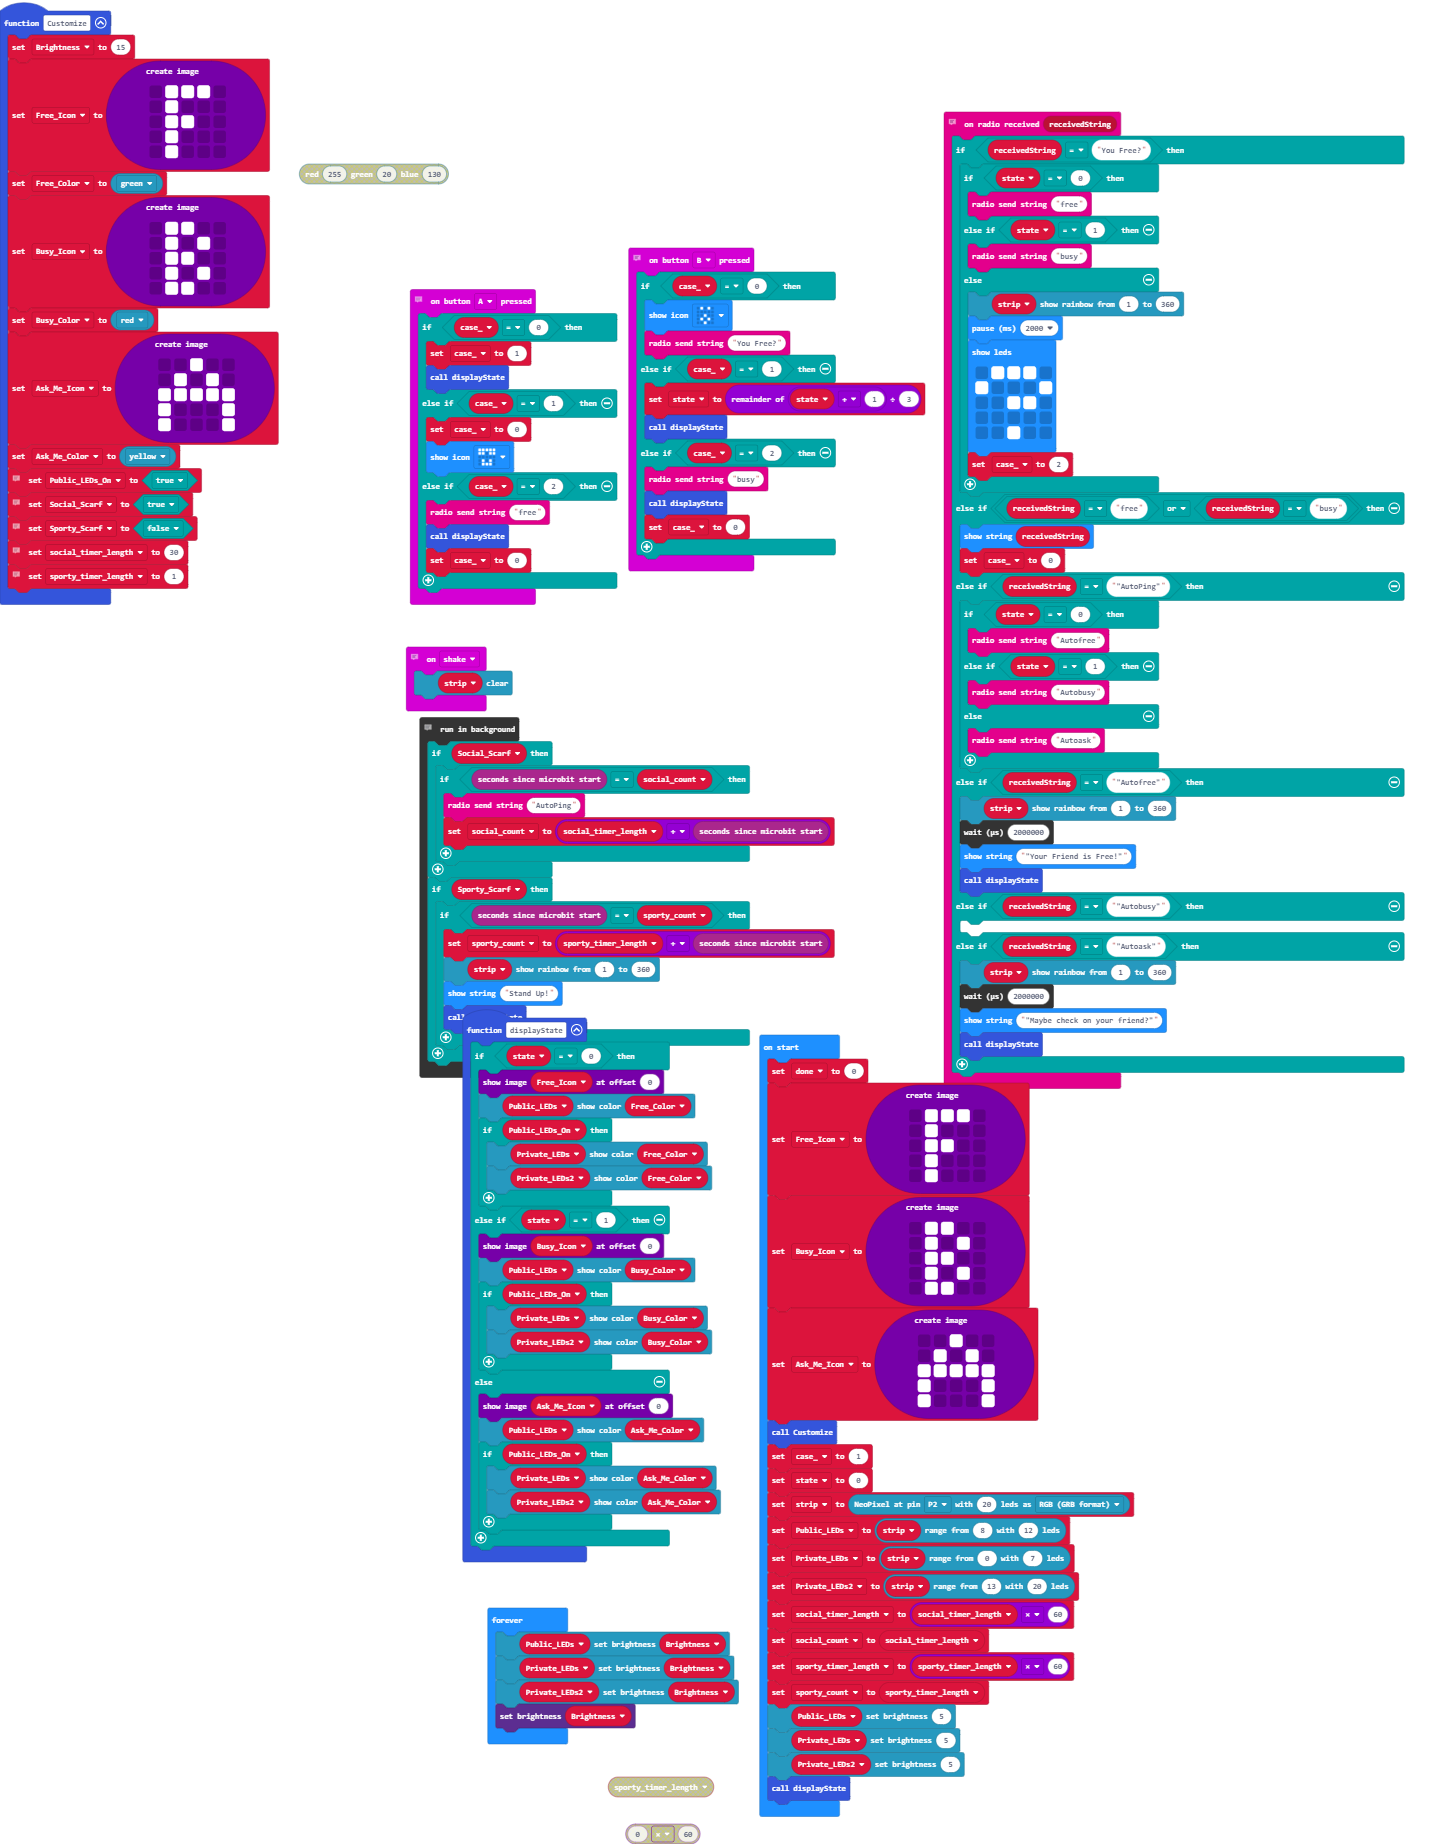 function Customize
set Brightness to 15
create image
set Free_Icon to
set Free_Color to green
create image
set Busy_Icon to
set Busy_Color to red
create image
set Ask_Me_Icon to
set Ask_Me_Color to yellow
set Public_LEDs_On to true
set Social_Scarf to true
set Sporty_Scarf to false
set social_timer_length to 30
set sporty_timer_length to 1
red 255 green 20 blue 130
on button A pressed
if case_ = 0 then
set case_ to 1
call displayState
else if case_ = 1 then
set case_ to 0
show icon
else if case_ = 2 then
radio send string "free"
call displayState
set case_ to 0
on button B pressed
if case_ = 0 then
show icon
radio send string "You Free?"
else if case_ = 1 then
set state to remainder of state + 1 ÷ 3
call displayState
else if case_ = 2 then
radio send string "busy"
call displayState
set case_ to 0
on shake
strip clear
run in background
if Social_Scarf then
if seconds since microbit start = social_count then
radio send string "AutoPing"
set social_count to social_timer_length + seconds since microbit start
if Sporty_Scarf then
if seconds since microbit start = sporty_count then
set sporty_count to sporty_timer_length + seconds since microbit start
strip show rainbow from 1 to 360
show string "Stand Up!"
function displayState
if state = 0 then
show image Free_Icon at offset 0
Public_LEDs show color Free_Color
if Public_LEDs_On then
Private_LEDs show color Free_Color
Private_LEDs2 show color Free_Color
else if state = 1 then
show image Busy_Icon at offset 0
Public_LEDs show color Busy_Color
if Public_LEDs_On then
Private_LEDs show color Busy_Color
Private_LEDs2 show color Busy_Color
else
show image Ask_Me_Icon at offset 0
Public_LEDs show color Ask_Me_Color
if Public_LEDs_On then
Private_LEDs show color Ask_Me_Color
Private_LEDs2 show color Ask_Me_Color
forever
Public_LEDs set brightness Brightness
Private_LEDs set brightness Brightness
Private_LEDs2 set brightness Brightness
set brightness Brightness
sporty_timer_length
0 × 60
on radio received receivedString
if receivedString = "You Free?" then
if state = 0 then
radio send string "free"
else if state = 1 then
radio send string "busy"
else
strip show rainbow from 1 to 360
pause (ms) 2000
show leds
set case_ to 2
else if receivedString = "free" or receivedString = "busy" then
show string receivedString
set case_ to 0
else if receivedString = ""AutoPing" then
if state = 0 then
radio send string "Autofree"
else if state = 1 then
radio send string "Autobusy"
else
radio send string "Autoask"
else if receivedString = ""Autofree"" then
strip show rainbow from 1 to 360
wait (µs) 2000000
show string ""Your Friend is Free!""
call displayState
else if receivedString = ""Autobusy"" then
else if receivedString = ""Autoask"" then
strip show rainbow from 1 to 360
wait (µs) 2000000
show string ""Maybe check on your friend?""
call displayState
on start
set done to 0
create image
set Free_Icon to
create image
set Busy_Icon to
create image
set Ask_Me_Icon to
call Customize
set case_ to 1
set state to 0
set strip to NeoPixel at pin P2 with 20 leds as RGB (GRB format)
set Public_LEDs to strip range from 8 with 12 leds
set Private_LEDs to strip range from 0 with 7 leds
set Private_LEDs2 to strip range from 13 with 20 leds
set social_timer_length to social_timer_length × 60
set social_count to social_timer_length
set sporty_timer_length to sporty_timer_length × 60
set sporty_count to sporty_timer_length
Public_LEDs set brightness 5
Private_LEDs set brightness 5
Private_LEDs2 set brightness 5
call displayState